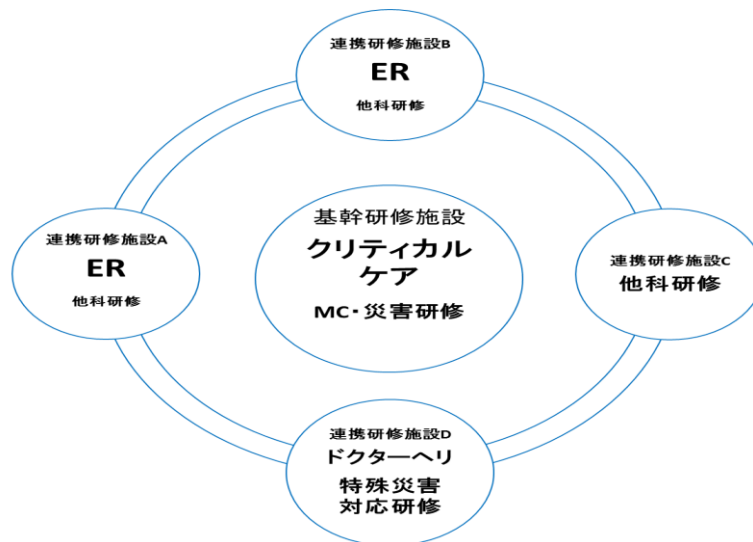 連携研修施設B
ER
他科研修
連携研修施設A
ER
他科研修
基幹研修施設
クリティカル
ケア
MC・災害研修
連携研修施設C
他科研修
連携研修施設D
ドクターヘリ
特殊災害
対応研修